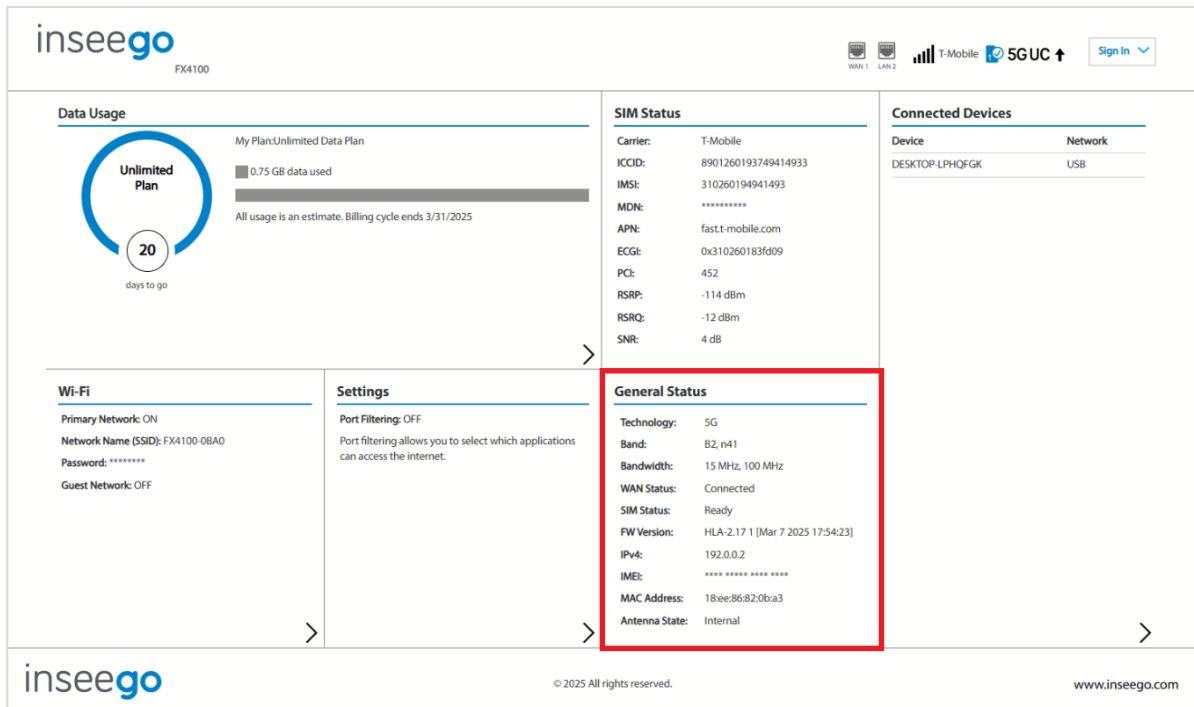 inseego
FX4100
WAN 1 LAN 2 T-Mobile 5G UC Sign In
Data Usage
Unlimited
Plan
20
days to go
My Plan:Unlimited Data Plan
0.75 GB data used
All usage is an estimate. Billing cycle ends 3/31/2025
SIM Status
Carrier: T-Mobile
ICCID: 8901260193749414933
IMSI: 310260194941493
MDN: **********
APN: fast.t-mobile.com
ECGI: 0x310260183fd09
PCI: 452
RSRP: -114 dBm
RSRQ: -12 dBm
SNR: 4 dB
Connected Devices
Device Network
DESKTOP-LPHQFGK USB
Wi-Fi
Primary Network: ON
Network Name (SSID): FX4100-0BA0
Password: ********
Guest Network: OFF
Settings
Port Filtering: OFF
Port filtering allows you to select which applications
can access the internet.
General Status
Technology: 5G
Band: B2, n41
Bandwidth: 15 MHz, 100 MHz
WAN Status: Connected
SIM Status: Ready
FW Version: HLA-2.17 1 [Mar 7 2025 17:54:23]
IPv4: 192.0.0.2
IMEI: **** ***** **** ****
MAC Address: 18:ee:86:82:0b:a3
Antenna State: Internal
inseego
© 2025 All rights reserved.
www.inseego.com